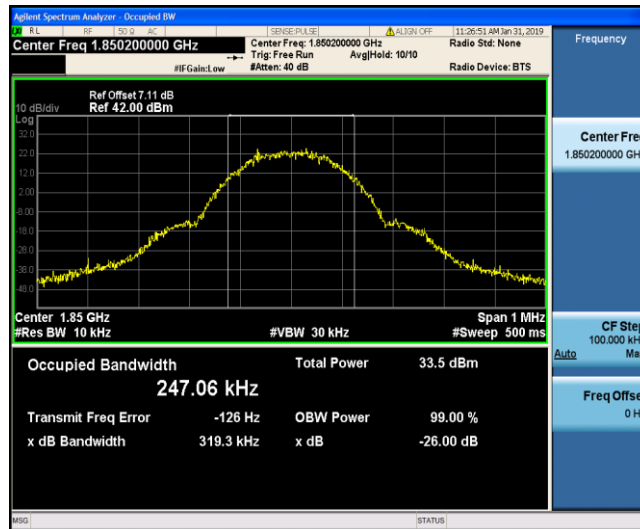 Agilent Spectrum Analyzer - Occupied BW
RL RF 50 Ω AC SENSE:PULSE ALIGN OFF 11:26:51 AM Jan 31, 2019
Center Freq 1.850200000 GHz
Center Freq: 1.850200000 GHz
Radio Std: None
Trig: Free Run
Avg|Hold: 10/10
#IFGain:Low
#Atten: 40 dB
Radio Device: BTS
Ref Offset 7.11 dB
10 dB/div Ref 42.00 dBm
Log
32.0
22.0
12.0
2.00
-8.00
-18.0
-28.0
-38.0
-48.0
Center 1.85 GHz Span 1 MHz
#Res BW 10 kHz #VBW 30 kHz #Sweep 500 ms
Occupied Bandwidth Total Power 33.5 dBm
247.06 kHz
Transmit Freq Error -126 Hz OBW Power 99.00 %
x dB Bandwidth 319.3 kHz x dB -26.00 dB
MSG STATUS
Frequency
Center Fre
1.850200000 GH
CF Step
100.000 kH
Auto Ma
Freq Offse
0 H